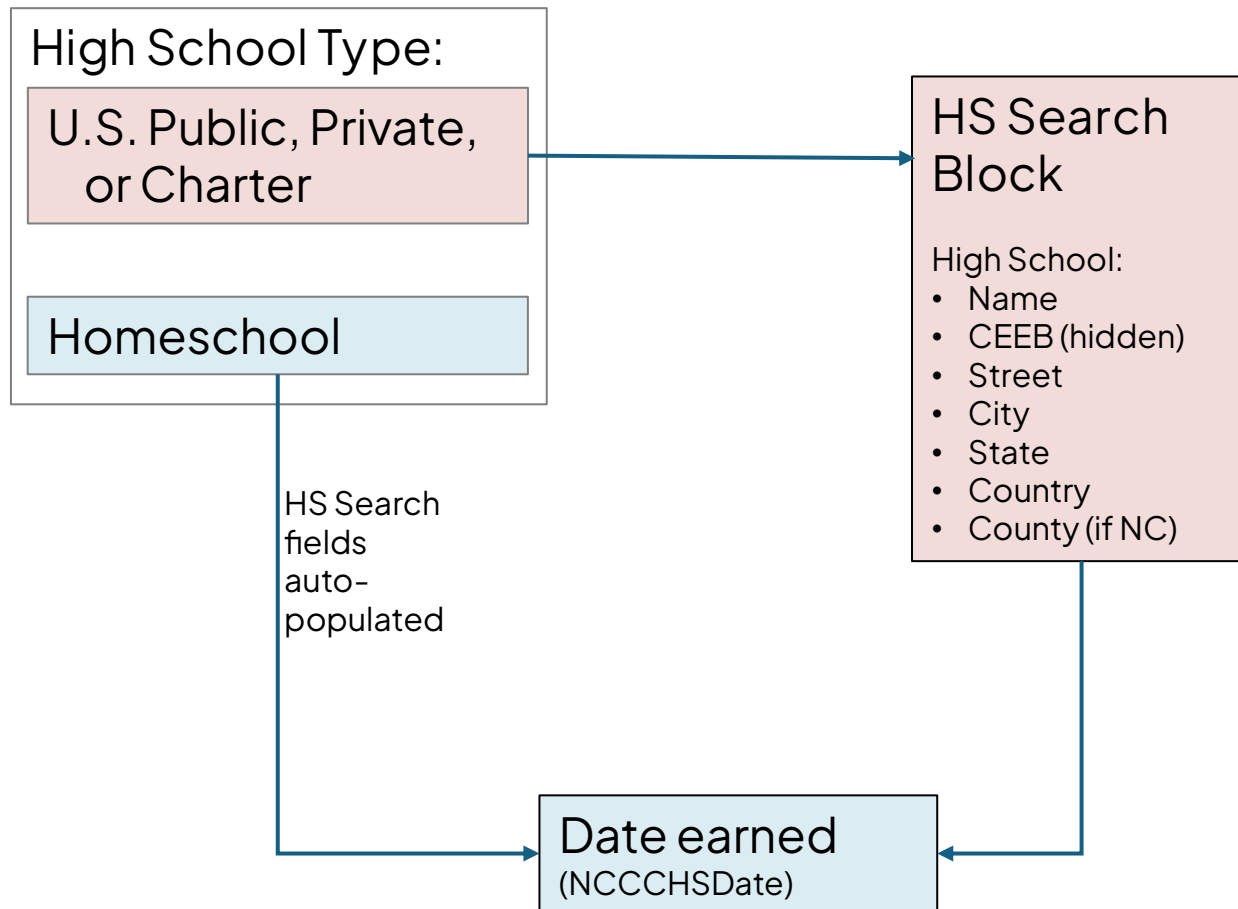 High School Type:
U.S. Public, Private,
or Charter
Homeschool
HS Search
Block
High School:
• Name
• CEEB (hidden)
• Street
• City
• State
• Country
• County (if NC)
HS Search
fields
auto-
populated
Date earned
(NCCCHSDate)